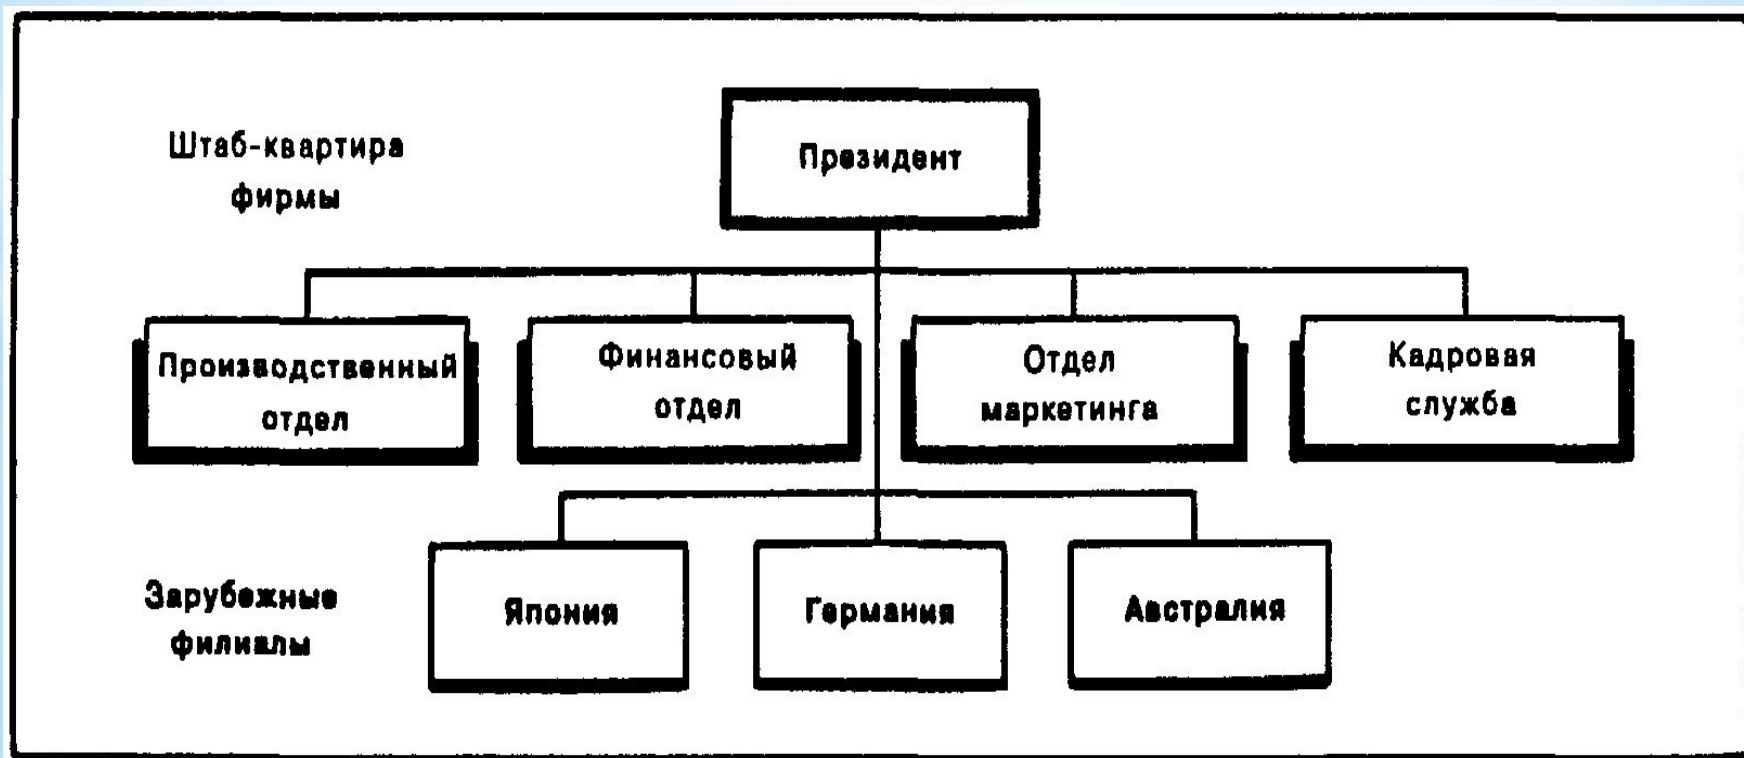 Штаб-квартира
фирмы
Президент
Производственный
отдел
Финансовый
отдел
Отдел
маркетинга
Кадровая
служба
Зарубежные
филиалы
Япония
Германия
Австралия